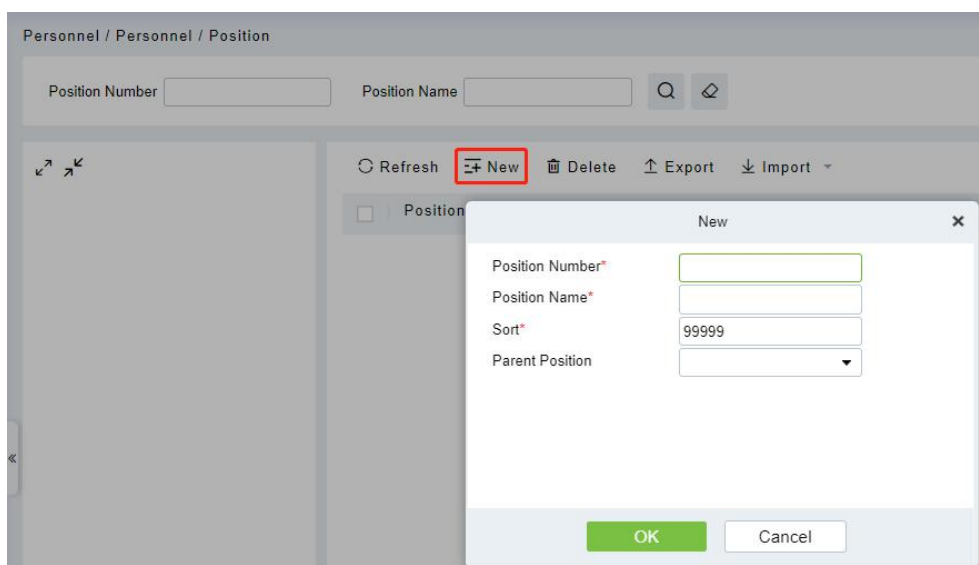 Personnel / Personnel / Position
Position Number Position Name
Refresh New Delete Export Import
Position
New
Position Number*
Position Name*
Sort* 99999
Parent Position
OK Cancel